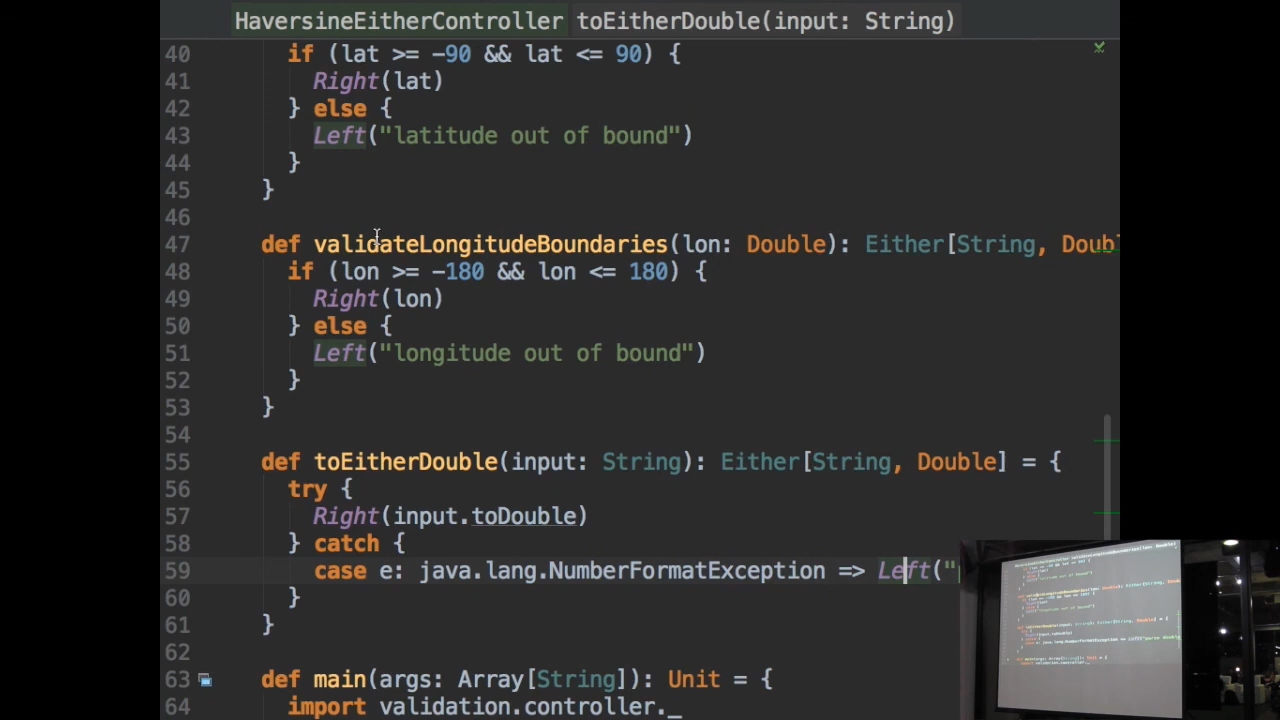 HaversineEitherController toEitherDouble(input: String)
40 if (lat >= -90 && lat <= 90) {
41 Right(lat)
42 } else {
43 Left("latitude out of bound")
44 }
45 }
46
47 def validateLongitudeBoundaries(lon: Double): Either[String, Doubl
48 if (lon >= -180 && lon <= 180) {
49 Right(lon)
50 } else {
51 Left("longitude out of bound")
52 }
53 }
54
55 def toEitherDouble(input: String): Either[String, Double] = {
56 try {
57 Right(input.toDouble)
58 } catch {
59 case e: java.lang.NumberFormatException => Left("
60 }
61 }
62
63 def main(args: Array[String]): Unit = {
64 import validation.controller._